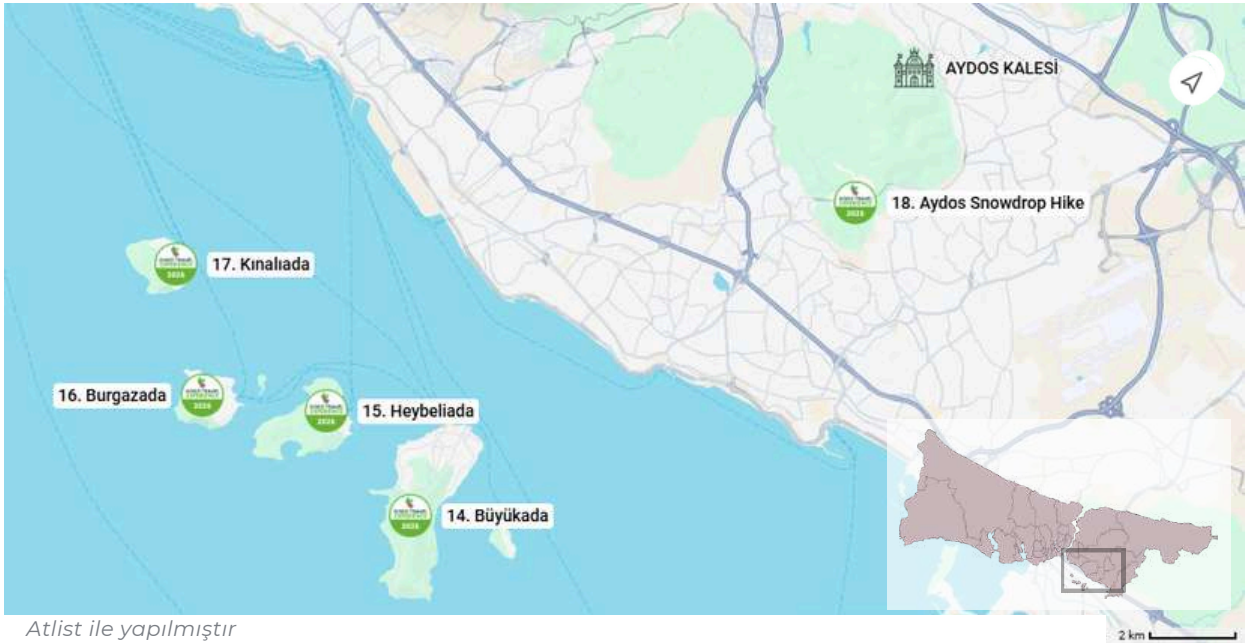 AYDOS KALESİ
18. Aydos Snowdrop Hike
17. Kınalıada
16. Burgazada
15. Heybeliada
14. Büyükada
2 km
Atlist ile yapılmıştır